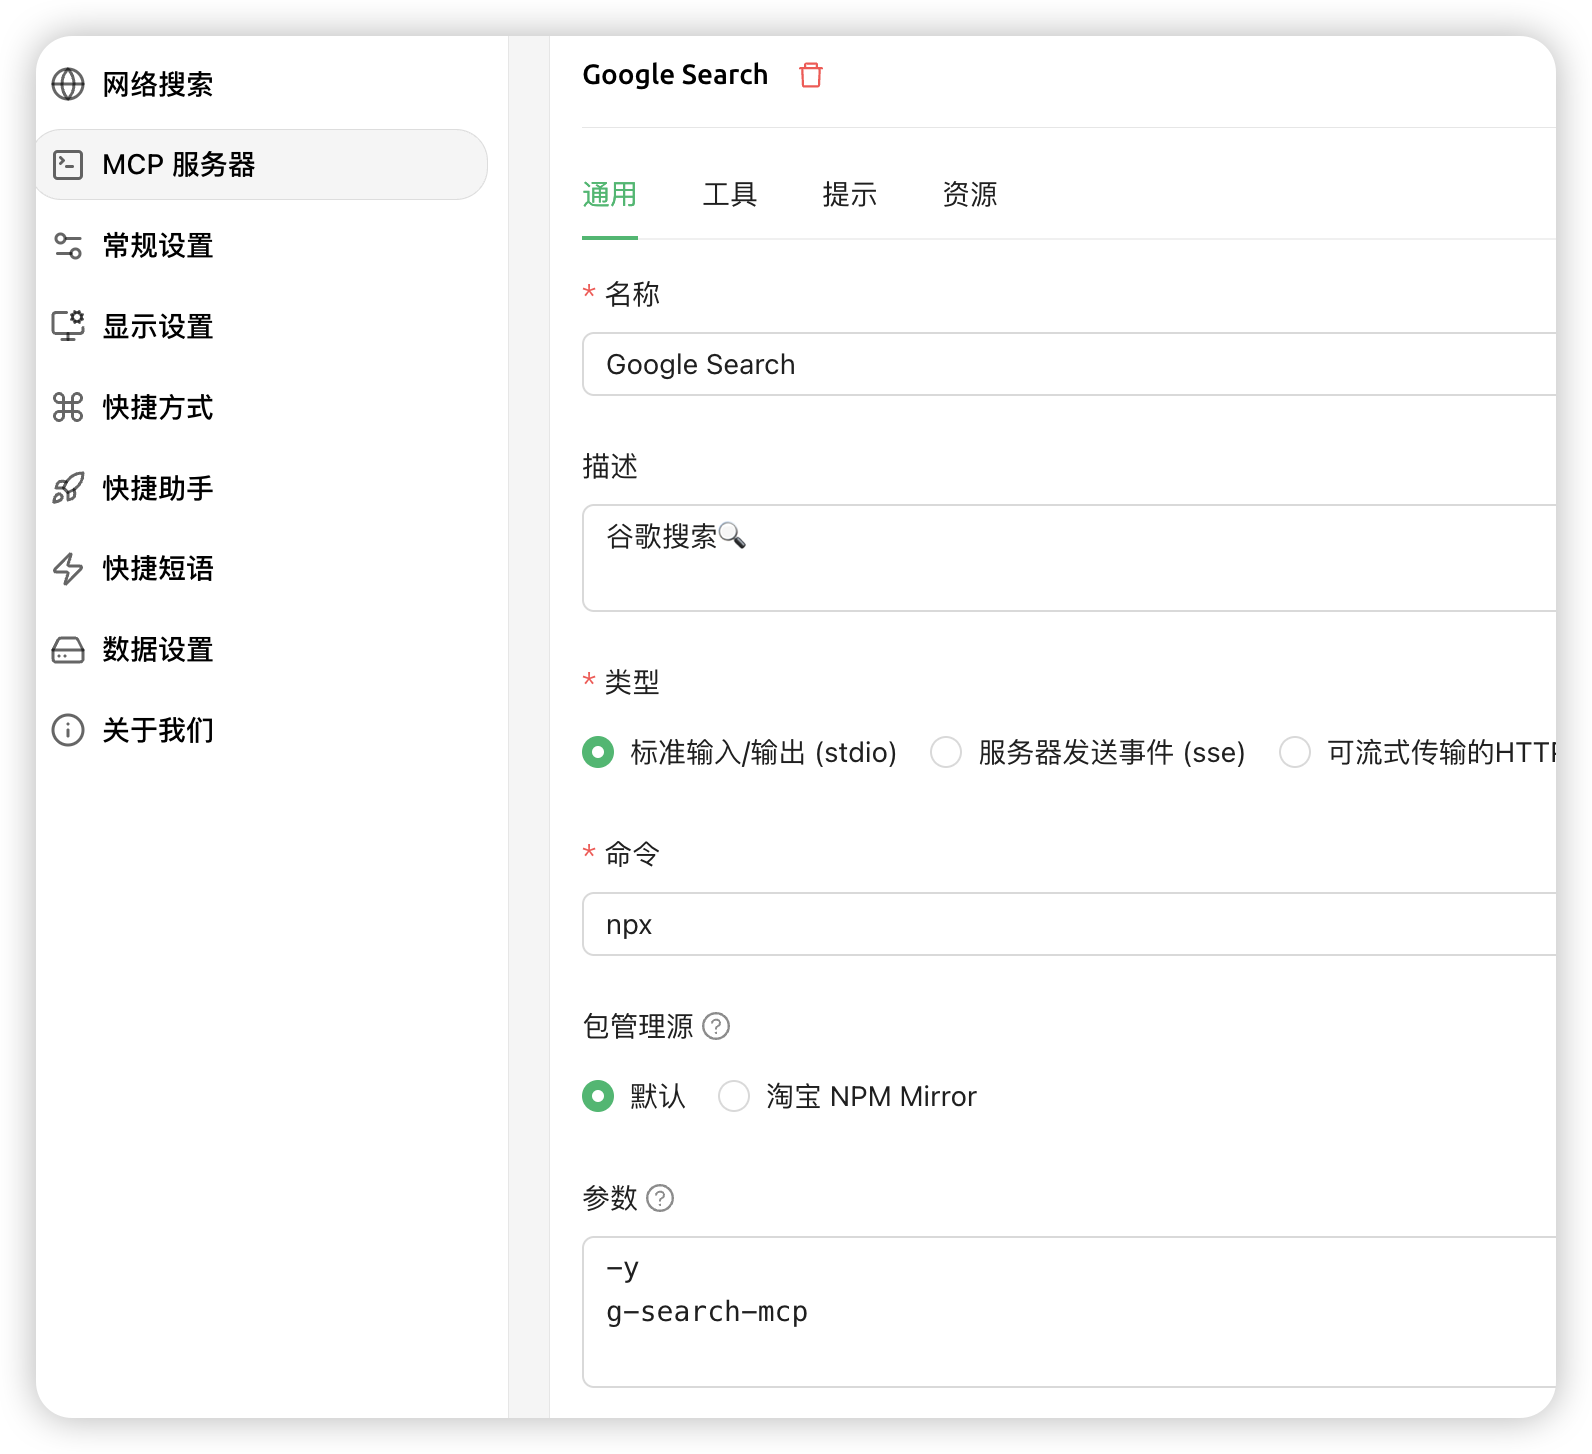 网络搜索
MCP 服务器
常规设置
显示设置
快捷方式
快捷助手
快捷短语
数据设置
关于我们
Google Search
通用 工具 提示 资源
* 名称
Google Search
描述
谷歌搜索🔍
* 类型
标准输入/输出 (stdio) 服务器发送事件 (sse) 可流式传输的HTTP
* 命令
npx
包管理源 ?
默认 淘宝 NPM Mirror
参数 ?
-y
g-search-mcp